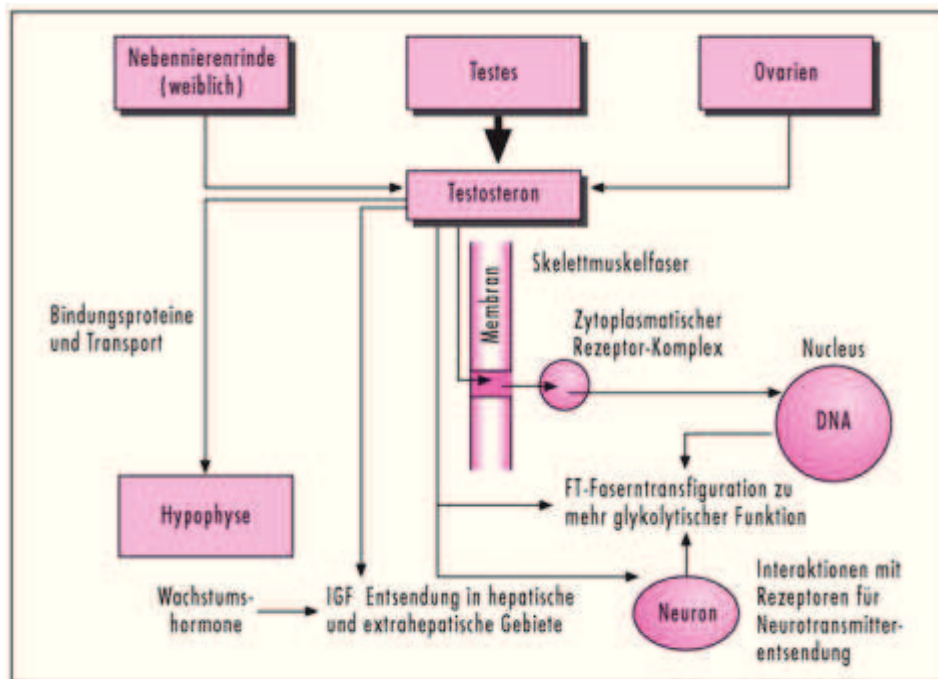 Nebennierenrinde
(weiblich)
Testes
Ovarien
Testosteron
Skelettmuskelfaser
Membran
Bindungsproteine
und Transport
Zytoplasmatischer
Rezeptor-Komplex
Nucleus
DNA
FT-Faserntransfiguration zu
mehr glykolytischer Funktion
Hypophyse
Wachstums-
hormone
IGF Entsendung in hepatische
und extrahepatische Gebiete
Neuron
Interaktionen mit
Rezeptoren für
Neurotransmitter-
entsendung